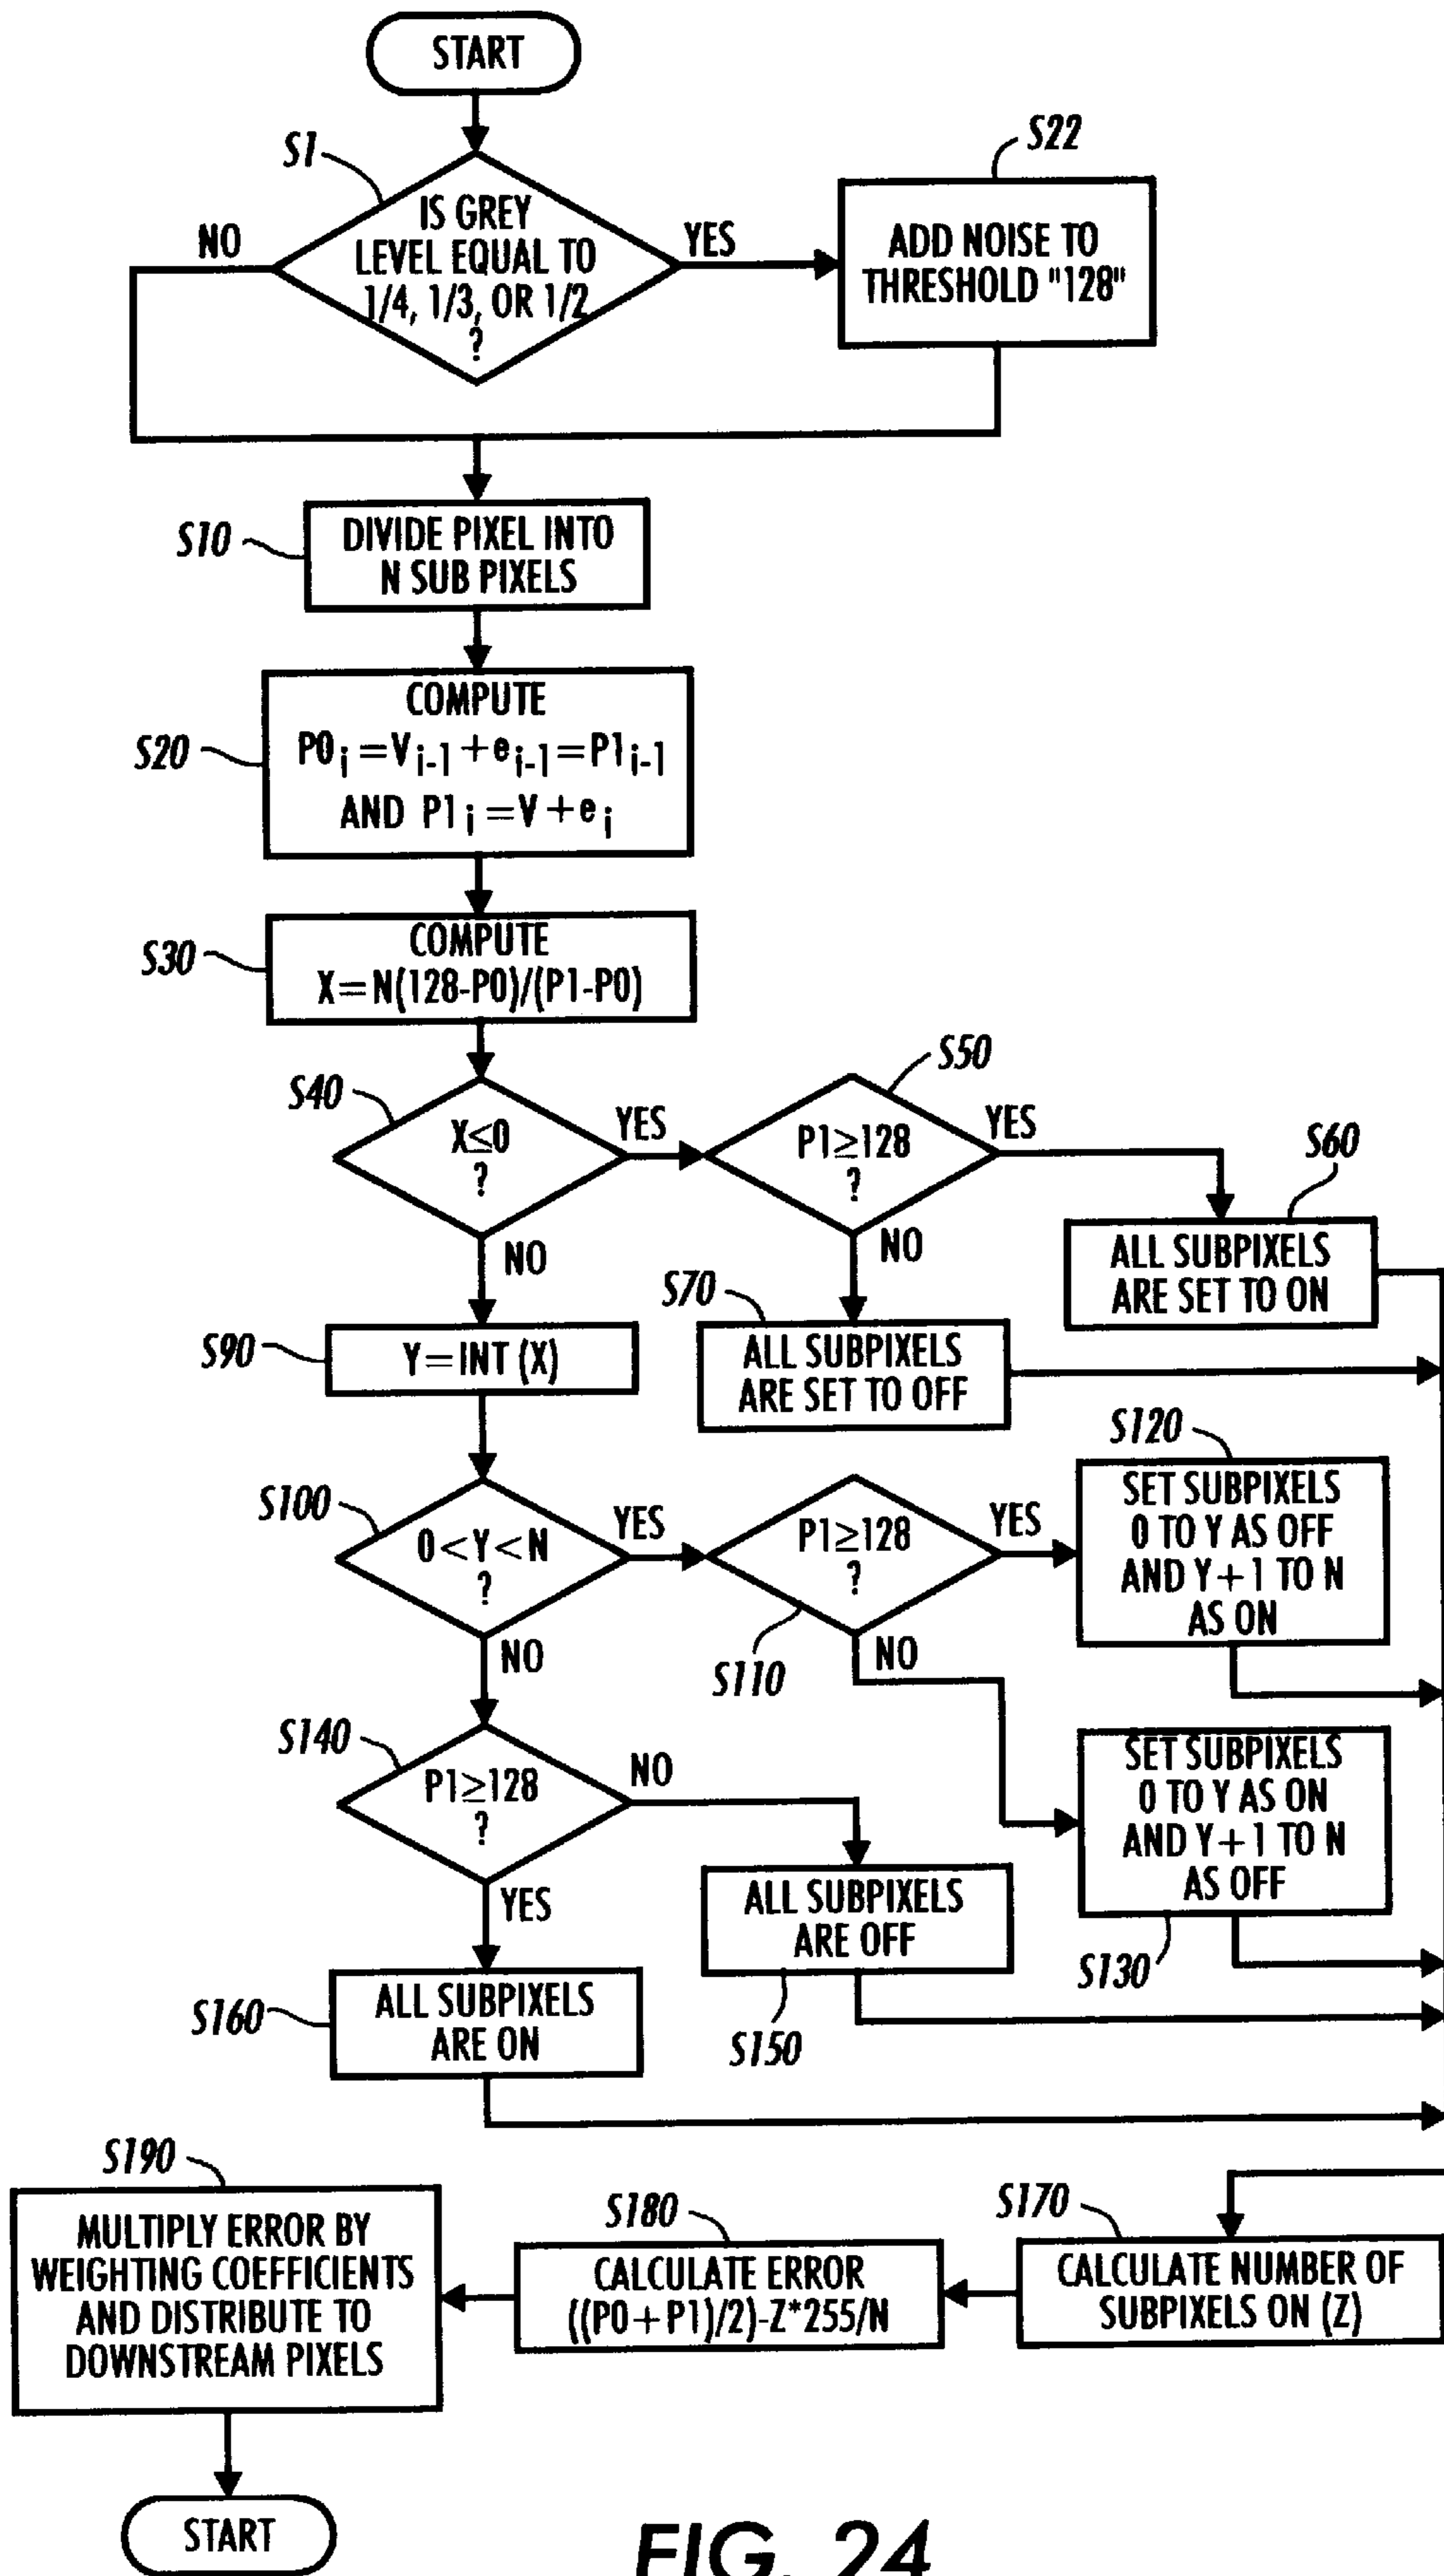 START
S1
IS GREY
LEVEL EQUAL TO
1/4, 1/3, OR 1/2
?
NO
YES
S22
ADD NOISE TO
THRESHOLD "128"
S10
DIVIDE PIXEL INTO
N SUB PIXELS
S20
COMPUTE
P0i=Vi-1+ei-1=P1i-1
AND P1i=V+ei
S30
COMPUTE
X=N(128-P0)/(P1-P0)
S40
X≤0
?
YES
NO
S50
P1≥128
?
YES
NO
S60
ALL SUBPIXELS
ARE SET TO ON
S70
ALL SUBPIXELS
ARE SET TO OFF
S90
Y=INT (X)
S100
0<Y<N
?
YES
NO
S110
P1≥128
?
YES
NO
S120
SET SUBPIXELS
0 TO Y AS OFF
AND Y+1 TO N
AS ON
S130
SET SUBPIXELS
0 TO Y AS ON
AND Y+1 TO N
AS OFF
S140
P1≥128
?
NO
YES
S150
ALL SUBPIXELS
ARE OFF
S160
ALL SUBPIXELS
ARE ON
S170
CALCULATE NUMBER OF
SUBPIXELS ON (Z)
S180
CALCULATE ERROR
((P0+P1)/2)-Z*255/N
S190
MULTIPLY ERROR BY
WEIGHTING COEFFICIENTS
AND DISTRIBUTE TO
DOWNSTREAM PIXELS
START
FIG. 24